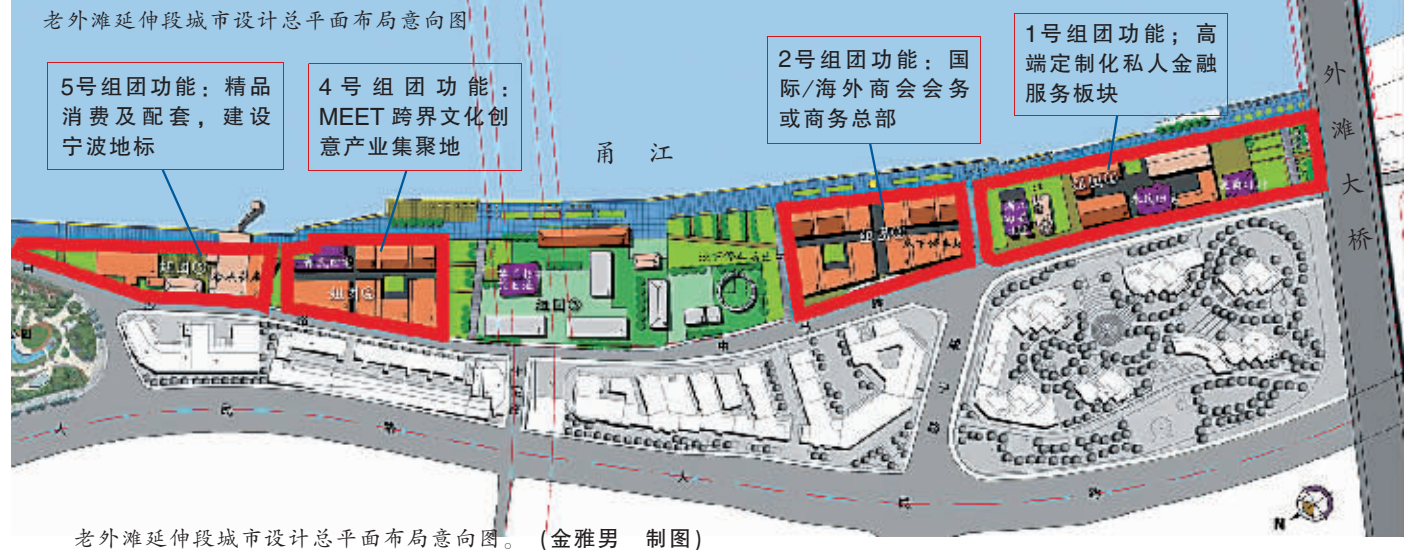 老外滩延伸段城市设计总平面布局意向图
5号组团功能：精品
消费及配套，建设
宁波地标
4号组团功能：
MEET 跨界文化创
意产业集聚地
2号组团功能：国
际/海外商会会务
或商务总部
1号组团功能；高
端定制化私人金融
服务板块
甬 江
外滩大桥
组团③
大
大
N
老外滩延伸段城市设计总平面布局意向图。 (金雅男 制图)